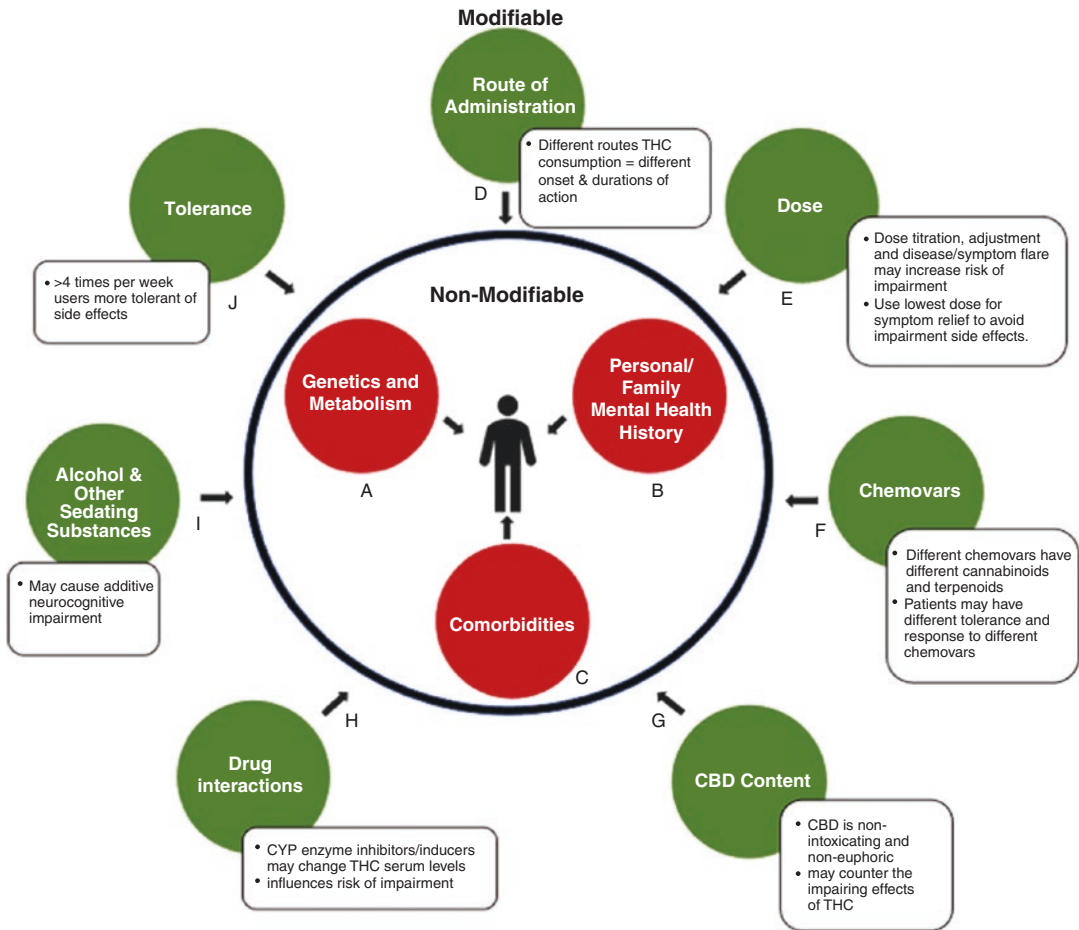 Modifiable
Route of
Administration
• Different routes THC
consumption = different
onset & durations of
action
D
Tolerance
• >4 times per week
users more tolerant of
side effects
J
Dose
• Dose titration, adjustment
and disease/symptom flare
may increase risk of
impairment
• Use lowest dose for
symptom relief to avoid
impairment side effects.
E
Non-Modifiable
Genetics and
Metabolism
A
Personal/
Family
Mental Health
History
B
Comorbidities
C
Alcohol &
Other
Sedating
Substances
• May cause additive
neurocognitive
impairment
I
Chemovars
• Different chemovars have
different cannabinoids
and terpenoids
• Patients may have
different tolerance and
response to different
chemovars
F
Drug
interactions
• CYP enzyme inhibitors/inducers
may change THC serum levels
• influences risk of impairment
H
CBD Content
• CBD is non-
intoxicating and
non-euphoric
• may counter the
impairing effects
of THC
G